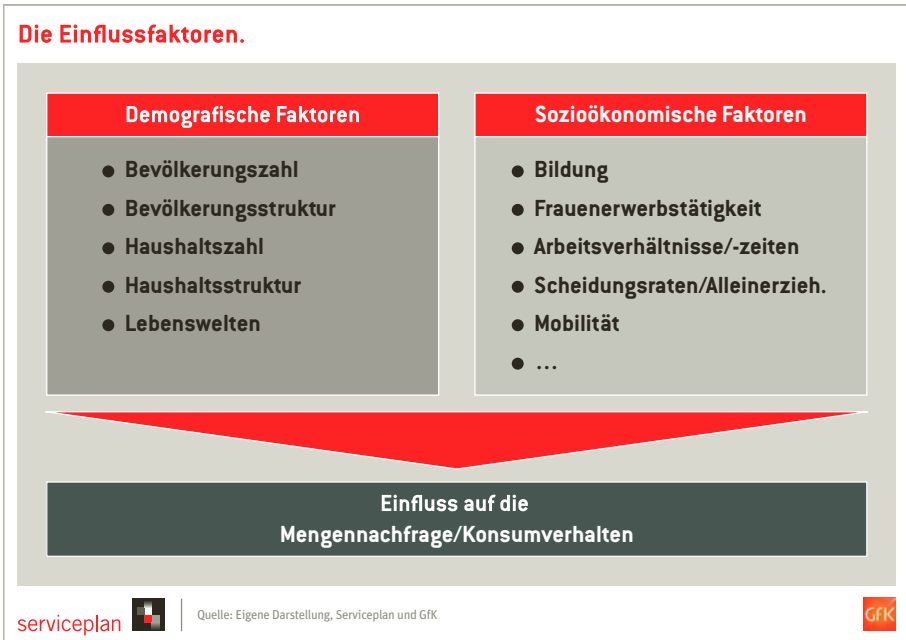 Die Einflussfaktoren.
Demografische Faktoren
● Bevölkerungszahl
● Bevölkerungsstruktur
● Haushaltszahl
● Haushaltsstruktur
● Lebenswelten
Sozioökonomische Faktoren
● Bildung
● Frauenerwerbstätigkeit
● Arbeitsverhältnisse/-zeiten
● Scheidungsraten/Alleinerzieh.
● Mobilität
● ...
Einfluss auf die
Mengennachfrage/Konsumverhalten
serviceplan
Quelle: Eigene Darstellung, Serviceplan und GfK
GfK